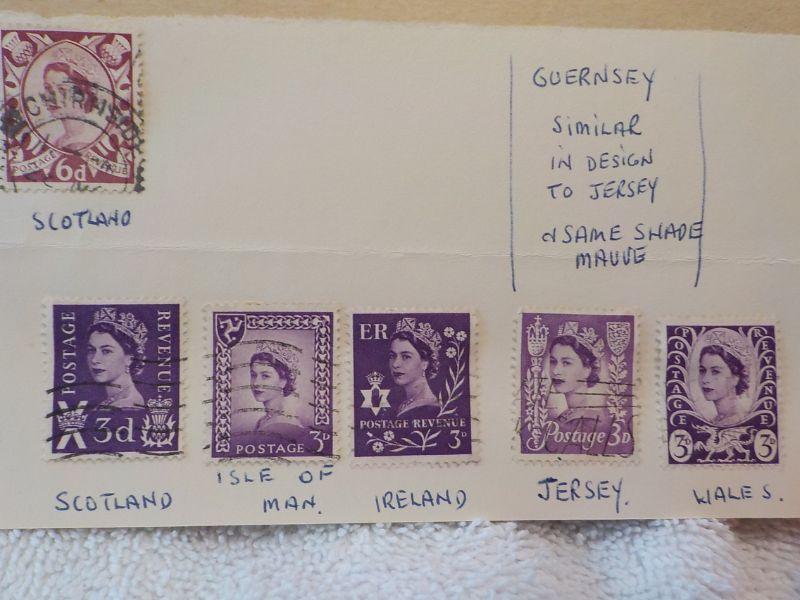 POSTAGE REVENUE
6d
SCOTLAND
GUERNSEY
SIMILAR
IN DESIGN
TO JERSEY
& SAME SHADE
MAUVE
POSTAGE
REVENUE
3d
SCOTLAND
POSTAGE 3D
ISLE OF
MAN.
ER
POSTAGE REVENUE
3D
IRELAND
Postage 3D
JERSEY.
POSTAGE
REVENUE
3D
3D
WALES.